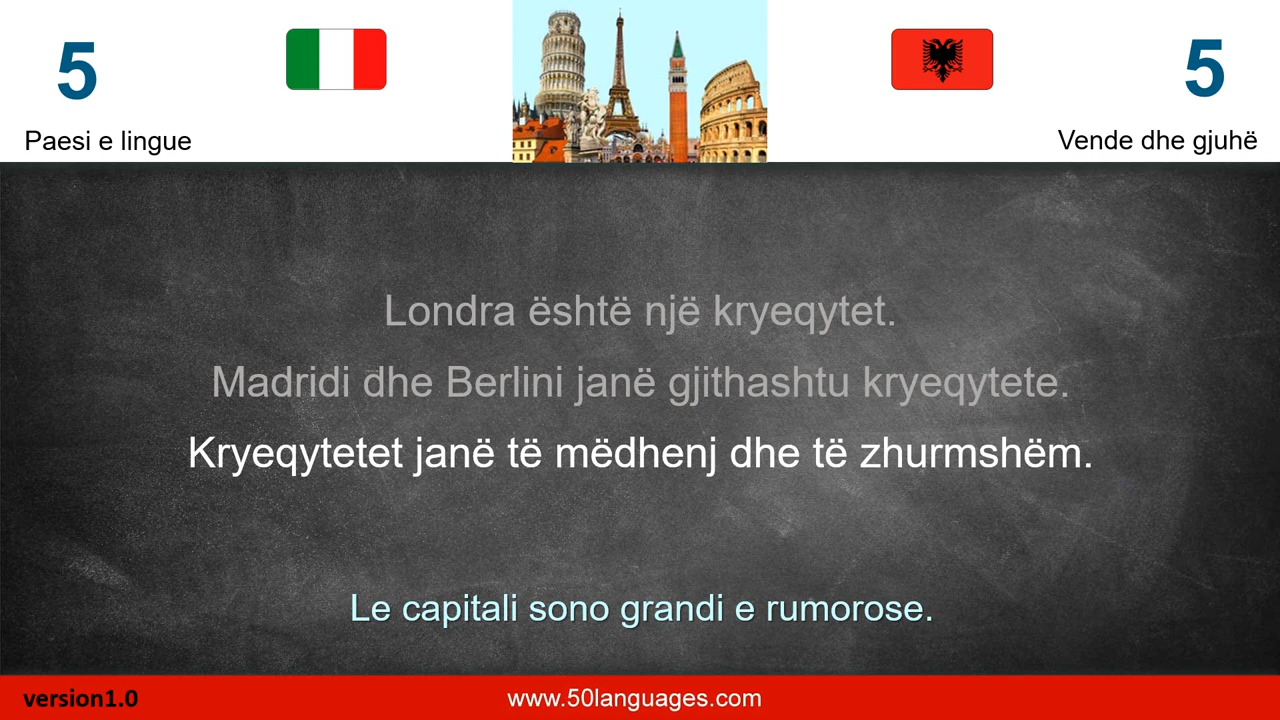 5
5
Paesi e lingue
Vende dhe gjuhë
Londra është një kryeqytet.
Madridi dhe Berlini janë gjithashtu kryeqytete.
Kryeqytetet janë të mëdhenj dhe të zhurmshëm.
Le capitali sono grandi e rumorose.
version1.0
www.50languages.com